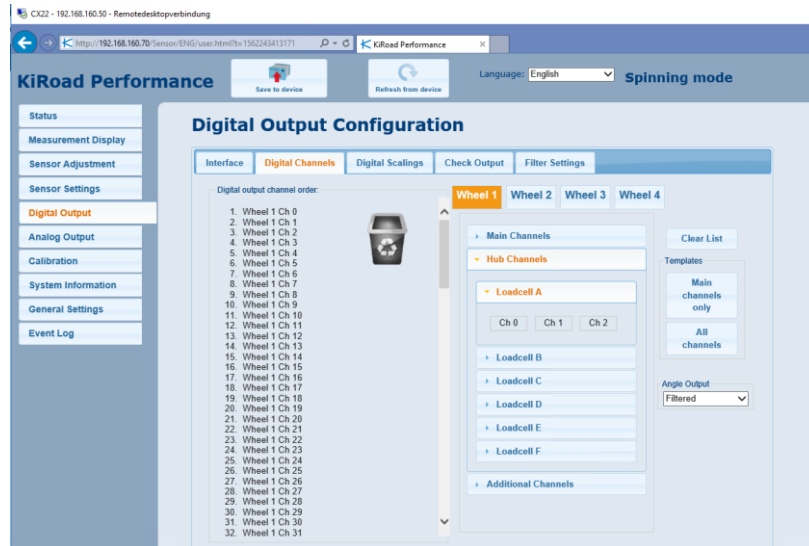 CX22 - 192.168.160.50 - Remotedesktopverbindung
http://192.168.160.70/Sensor/ENG/user.html?t=1562243413171
KiRoad Performance
KiRoad Performance
Save to device
Refresh from device
Language: English
Spinning mode
Status
Measurement Display
Sensor Adjustment
Sensor Settings
Digital Output
Analog Output
Calibration
System Information
General Settings
Event Log
Digital Output Configuration
Interface Digital Channels Digital Scalings Check Output Filter Settings
Digital output channel order:
1. Wheel 1 Ch 0
2. Wheel 1 Ch 1
3. Wheel 1 Ch 2
4. Wheel 1 Ch 3
5. Wheel 1 Ch 4
6. Wheel 1 Ch 5
7. Wheel 1 Ch 6
8. Wheel 1 Ch 7
9. Wheel 1 Ch 8
10. Wheel 1 Ch 9
11. Wheel 1 Ch 10
12. Wheel 1 Ch 11
13. Wheel 1 Ch 12
14. Wheel 1 Ch 13
15. Wheel 1 Ch 14
16. Wheel 1 Ch 15
17. Wheel 1 Ch 16
18. Wheel 1 Ch 17
19. Wheel 1 Ch 18
20. Wheel 1 Ch 19
21. Wheel 1 Ch 20
22. Wheel 1 Ch 21
23. Wheel 1 Ch 22
24. Wheel 1 Ch 23
25. Wheel 1 Ch 24
26. Wheel 1 Ch 25
27. Wheel 1 Ch 26
28. Wheel 1 Ch 27
29. Wheel 1 Ch 28
30. Wheel 1 Ch 29
31. Wheel 1 Ch 30
32. Wheel 1 Ch 31
Wheel 1 Wheel 2 Wheel 3 Wheel 4
Main Channels
Hub Channels
Loadcell A
Ch 0 Ch 1 Ch 2
Loadcell B
Loadcell C
Loadcell D
Loadcell E
Loadcell F
Additional Channels
Clear List
Templates
Main
channels
only
All
channels
Angle Output
Filtered